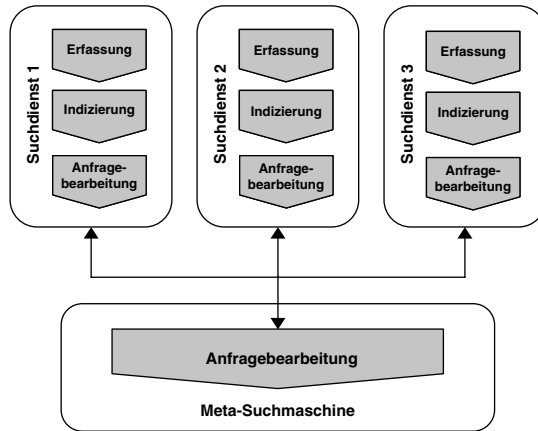 Suchdienst 1
Erfassung
Indizierung
Anfrage-
bearbeitung
Suchdienst 2
Erfassung
Indizierung
Anfrage-
bearbeitung
Suchdienst 3
Erfassung
Indizierung
Anfrage-
bearbeitung
Anfragebearbeitung
Meta-Suchmaschine